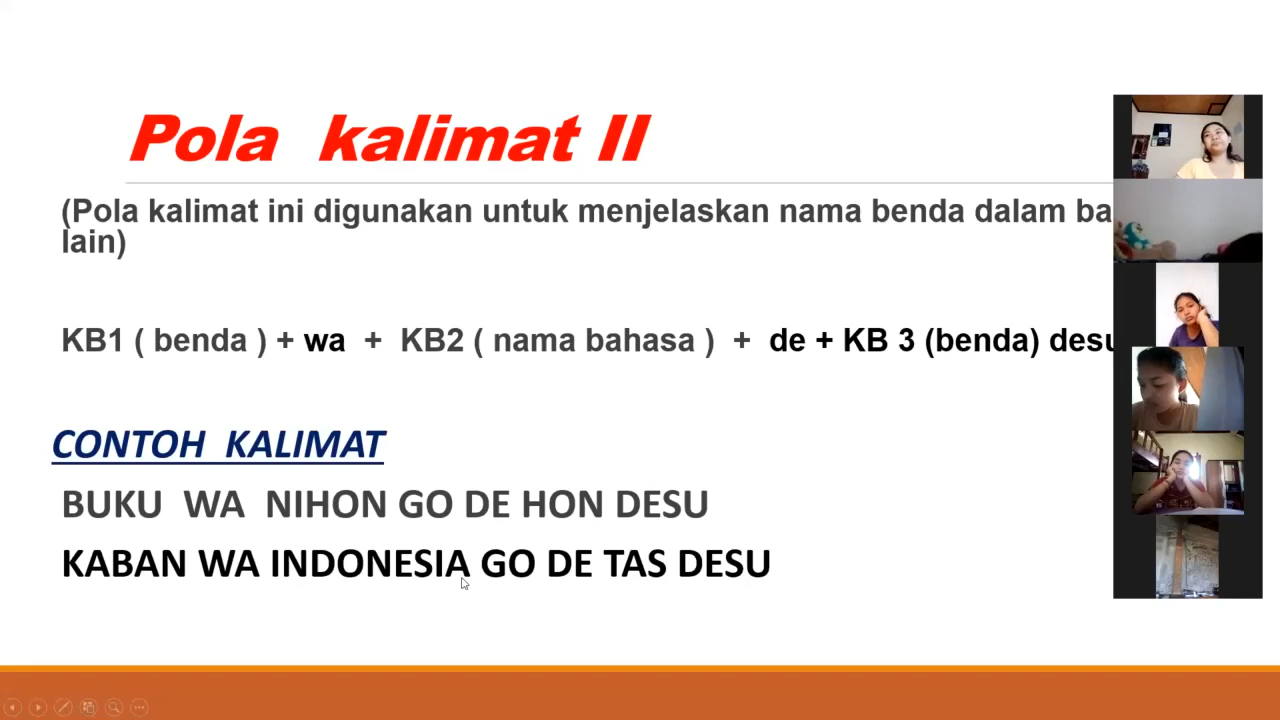 Pola kalimat II
(Pola kalimat ini digunakan untuk menjelaskan nama benda dalam
lain)
KB1 ( benda ) + wa + KB2 ( nama bahasa ) + de + KB 3 (benda) desu
CONTOH KALIMAT
BUKU WA NIHON GO DE HON DESU
KABAN WA INDONESIA GO DE TAS DESU